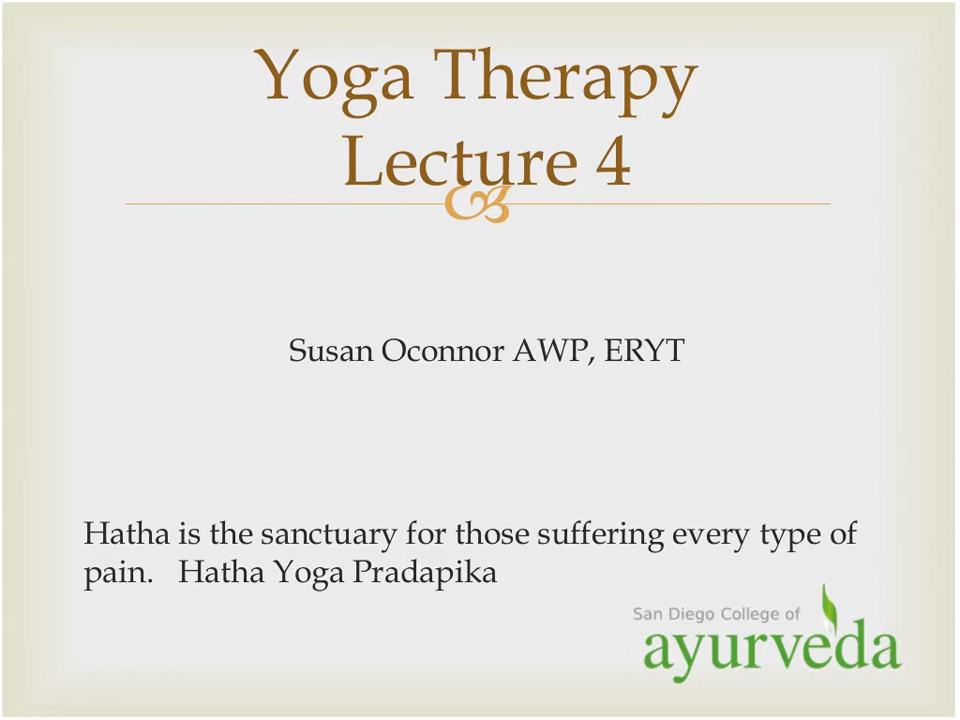 Yoga Therapy
Lecture 4
Susan Oconnor AWP, ERYT
Hatha is the sanctuary for those suffering every type of
pain.   Hatha Yoga Pradapika
San Diego College of
ayurveda